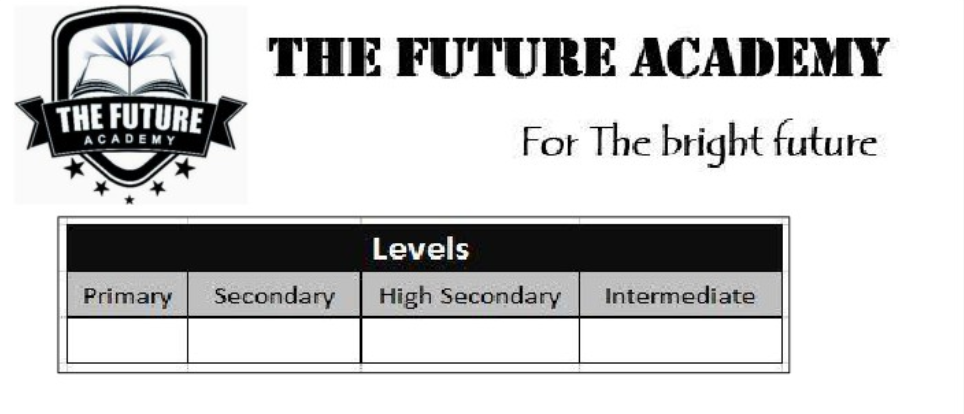 THE FUTURE ACADEMY
For The bright future
THE FUTURE
ACADEMY
Levels
Primary Secondary High Secondary Intermediate